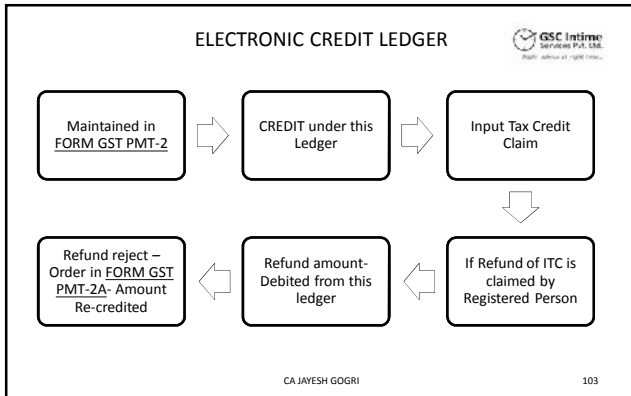 ELECTRONIC CREDIT LEDGER
GSC Intime
Services Pvt. Ltd.
Maintained in
FORM GST PMT-2
CREDIT under this
Ledger
Input Tax Credit
Claim
If Refund of ITC is
claimed by
Registered Person
Refund amount-
Debited from this
ledger
Refund reject –
Order in FORM GST
PMT-2A- Amount
Re-credited
CA JAYESH GOGRI
103